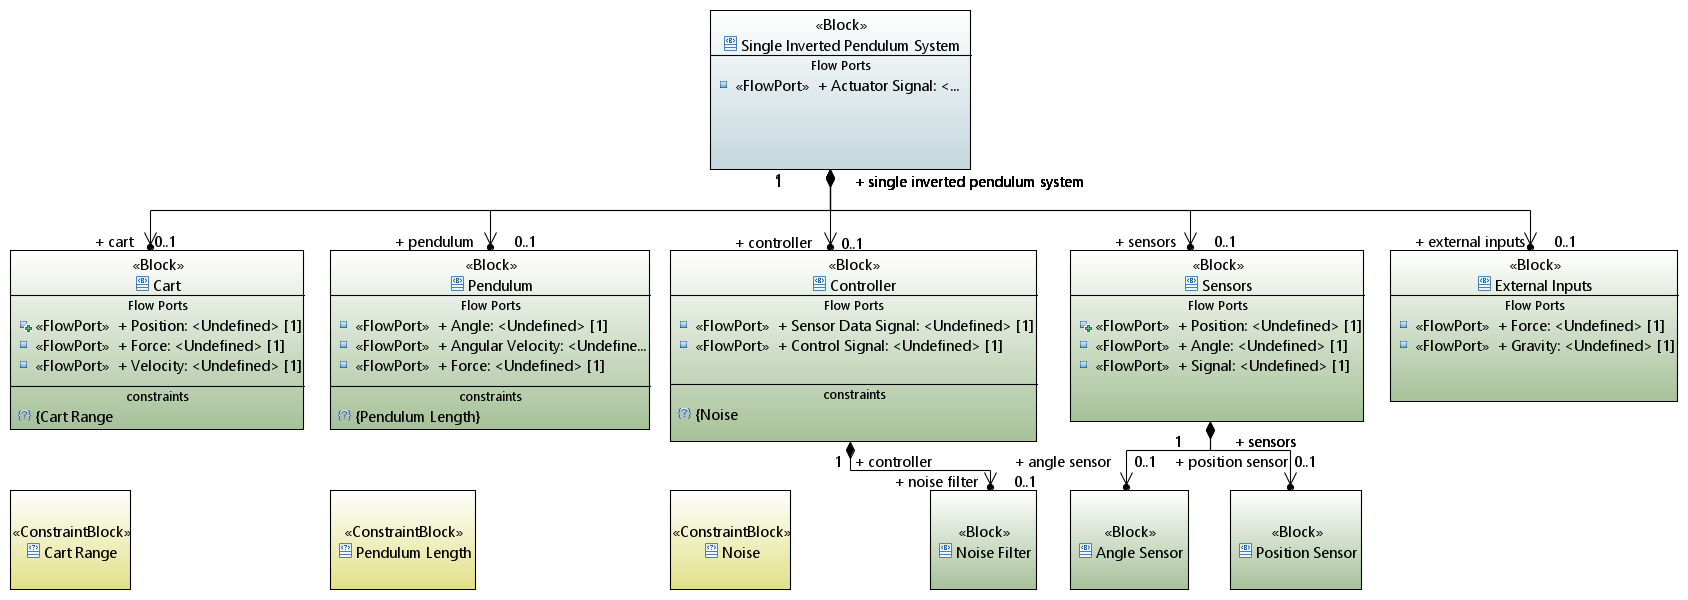 «Block»
Single Inverted Pendulum System
Flow Ports
«FlowPort» + Actuator Signal: <...
1
+ single inverted pendulum system
+ cart 0..1
+ pendulum 0..1
+ controller 0..1
+ sensors 0..1
+ external inputs 0..1
«Block»
Cart
Flow Ports
«FlowPort» + Position: <Undefined> [1]
«FlowPort» + Force: <Undefined> [1]
«FlowPort» + Velocity: <Undefined> [1]
constraints
{Cart Range
«Block»
Pendulum
Flow Ports
«FlowPort» + Angle: <Undefined> [1]
«FlowPort» + Angular Velocity: <Undefine...
«FlowPort» + Force: <Undefined> [1]
constraints
{Pendulum Length}
«Block»
Controller
Flow Ports
«FlowPort» + Sensor Data Signal: <Undefined> [1]
«FlowPort» + Control Signal: <Undefined> [1]
constraints
{Noise
«Block»
Sensors
Flow Ports
«FlowPort» + Position: <Undefined> [1]
«FlowPort» + Angle: <Undefined> [1]
«FlowPort» + Signal: <Undefined> [1]
«Block»
External Inputs
Flow Ports
«FlowPort» + Force: <Undefined> [1]
«FlowPort» + Gravity: <Undefined> [1]
1 + controller
+ noise filter 0..1
1 + sensors
+ angle sensor 0..1
+ position sensor 0..1
«ConstraintBlock»
Cart Range
«ConstraintBlock»
Pendulum Length
«ConstraintBlock»
Noise
«Block»
Noise Filter
«Block»
Angle Sensor
«Block»
Position Sensor